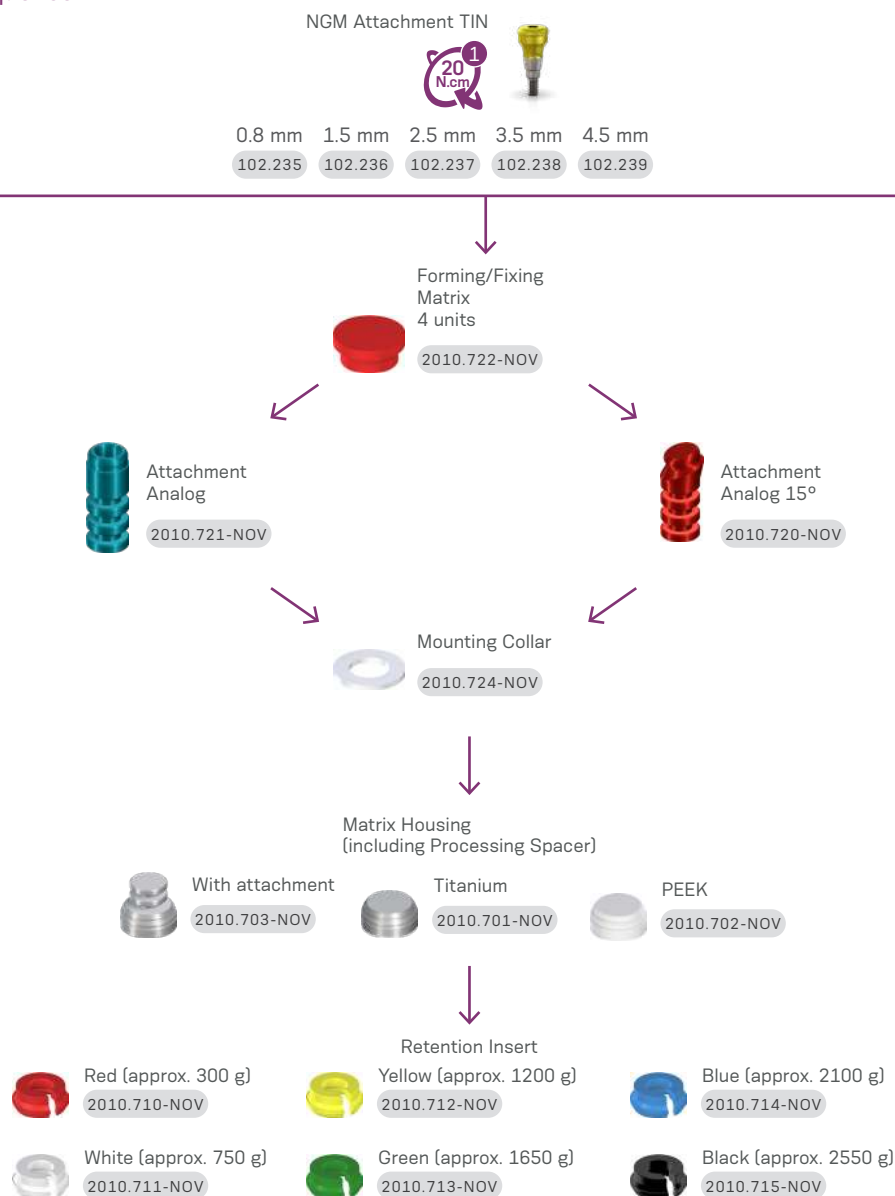 NGM Attachment TIN
1
20
N.cm
0.8 mm 1.5 mm 2.5 mm 3.5 mm 4.5 mm
102.235 102.236 102.237 102.238 102.239
Forming/Fixing
Matrix
4 units
2010.722-NOV
Attachment
Analog
2010.721-NOV
Attachment
Analog 15°
2010.720-NOV
Mounting Collar
2010.724-NOV
Matrix Housing
(including Processing Spacer)
With attachment
2010.703-NOV
Titanium
2010.701-NOV
PEEK
2010.702-NOV
Retention Insert
Red (approx. 300 g)
2010.710-NOV
Yellow (approx. 1200 g)
2010.712-NOV
Blue (approx. 2100 g)
2010.714-NOV
White (approx. 750 g)
2010.711-NOV
Green (approx. 1650 g)
2010.713-NOV
Black (approx. 2550 g)
2010.715-NOV